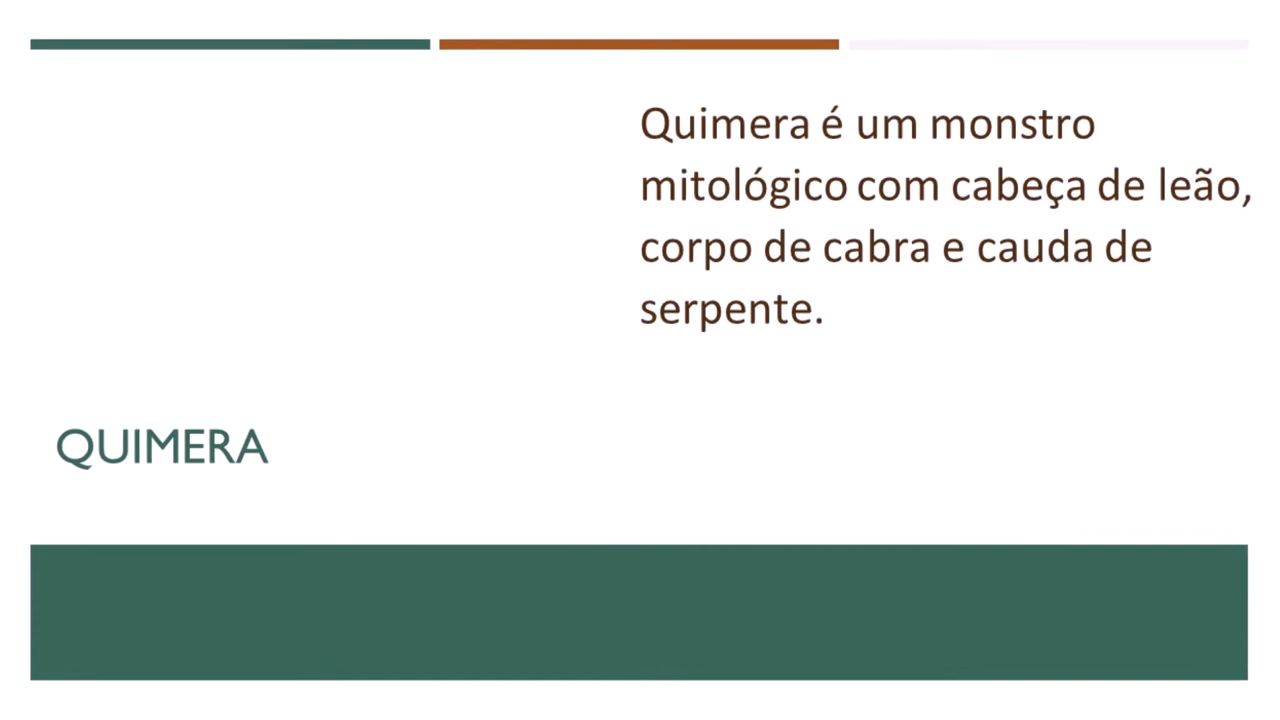 Quimera é um monstro
mitológico com cabeça de leão,
corpo de cabra e cauda de
serpente.
QUIMERA